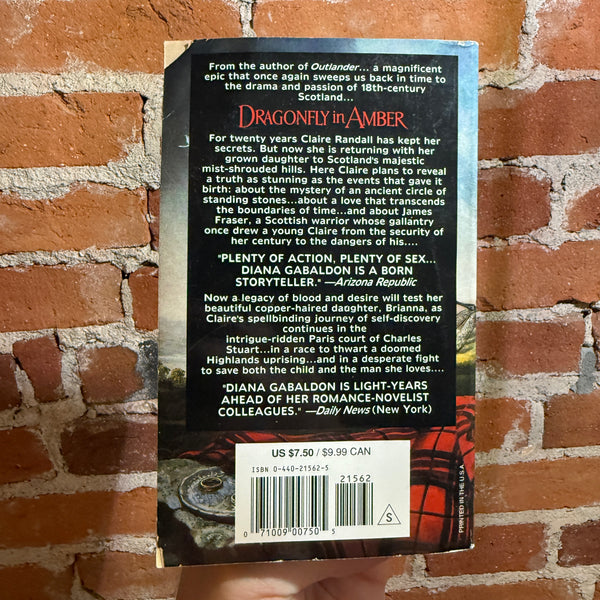 From the author of Outlander... a magnificent
epic that once again sweeps us back in time to
the drama and passion of 18th-century
Scotland...
DRAGONFLY in AMBER
For twenty years Claire Randall has kept her
secrets. But now she is returning with her
grown daughter to Scotland's majestic
mist-shrouded hills. Here Claire plans to reveal
a truth as stunning as the events that gave it
birth: about the mystery of an ancient circle of
standing stones...about a love that transcends
the boundaries of time...and about James
Fraser, a Scottish warrior whose gallantry
once drew a young Claire from the security of
her century to the dangers of his....
"PLENTY OF ACTION, PLENTY OF SEX...
DIANA GABALDON IS A BORN
STORYTELLER." —Arizona Republic
Now a legacy of blood and desire will test her
beautiful copper-haired daughter, Brianna, as
Claire's spellbinding journey of self-discovery
continues in the
intrigue-ridden Paris court of Charles
Stuart...in a race to thwart a doomed
Highlands uprising...and in a desperate fight
to save both the child and the man she loves....
"DIANA GABALDON IS LIGHT-YEARS
AHEAD OF HER ROMANCE-NOVELIST
COLLEAGUES." —Daily News (New York)
US $7.50 / $9.99 CAN
ISBN 0-440-21562-5
21562
0 71009 00750 5
S
PRINTED IN THE U.S.A.